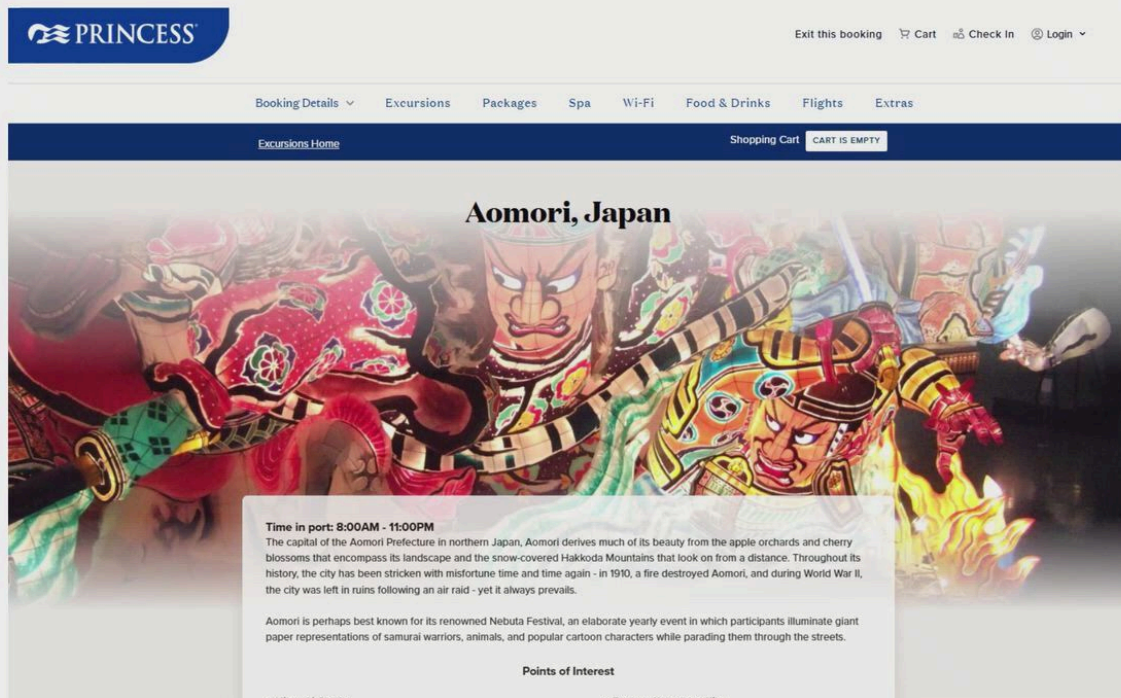 PRINCESS
Exit this booking Cart Check In Login
Booking Details Excursions Packages Spa Wi-Fi Food & Drinks Flights Extras
Excursions Home Shopping Cart CART IS EMPTY
Aomori, Japan
Time in port: 8:00AM - 11:00PM
The capital of the Aomori Prefecture in northern Japan, Aomori derives much of its beauty from the apple orchards and cherry
blossoms that encompass its landscape and the snow-covered Hakkoda Mountains that look on from a distance. Throughout its
history, the city has been stricken with misfortune time and time again - in 1910, a fire destroyed Aomori, and during World War II,
the city was left in ruins following an air raid - yet it always prevails.
Aomori is perhaps best known for its renowned Nebuta Festival, an elaborate yearly event in which participants illuminate giant
paper representations of samurai warriors, animals, and popular cartoon characters while parading them through the streets.
Points of Interest